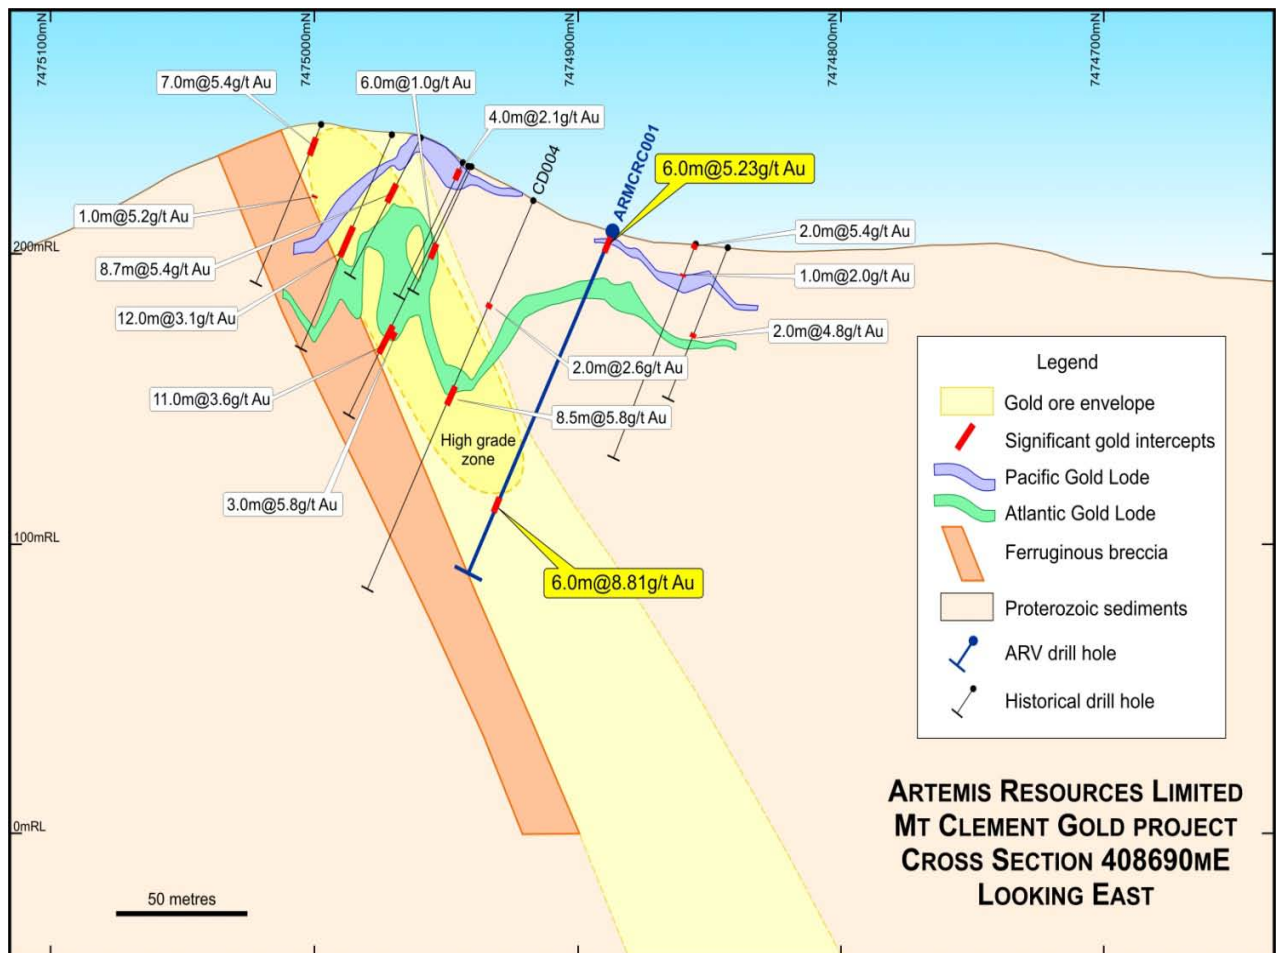 7475100mN
7475000mN
7474900mN
7474800mN
7474700mN
7.0m@5.4g/t Au
6.0m@1.0g/t Au
4.0m@2.1g/t Au
CD004
ARMCRC001
6.0m@5.23g/t Au
1.0m@5.2g/t Au
2.0m@5.4g/t Au
200mRL
8.7m@5.4g/t Au
1.0m@2.0g/t Au
12.0m@3.1g/t Au
2.0m@4.8g/t Au
2.0m@2.6g/t Au
11.0m@3.6g/t Au
8.5m@5.8g/t Au
High grade
zone
3.0m@5.8g/t Au
100mRL
6.0m@8.81g/t Au
0mRL
50 metres
Legend
Gold ore envelope
Significant gold intercepts
Pacific Gold Lode
Atlantic Gold Lode
Ferruginous breccia
Proterozoic sediments
ARV drill hole
Historical drill hole
ARTEMIS RESOURCES LIMITED
MT CLEMENT GOLD PROJECT
CROSS SECTION 408690ME
LOOKING EAST